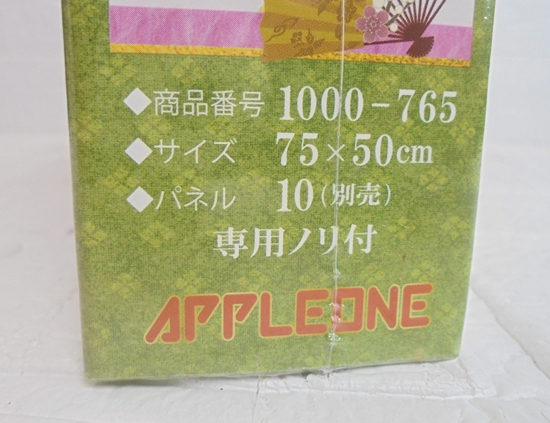 ◆商品番号 1000-765
◆サイズ 75×50cm
◆パネル 10(別売)
専用ノリ付
APPLEONE